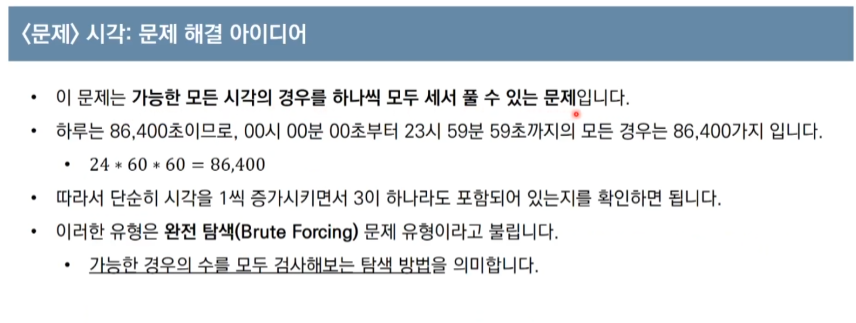 〈문제〉 시각: 문제 해결 아이디어
• 이 문제는 가능한 모든 시각의 경우를 하나씩 모두 세서 풀 수 있는 문제입니다.
• 하루는 86,400초이므로, 00시 00분 00초부터 23시 59분 59초까지의 모든 경우는 86,400가지 입니다.
• 24 ∗ 60 ∗ 60 = 86,400
• 따라서 단순히 시각을 1씩 증가시키면서 3이 하나라도 포함되어 있는지를 확인하면 됩니다.
• 이러한 유형은 완전 탐색(Brute Forcing) 문제 유형이라고 불립니다.
• 가능한 경우의 수를 모두 검사해보는 탐색 방법을 의미합니다.